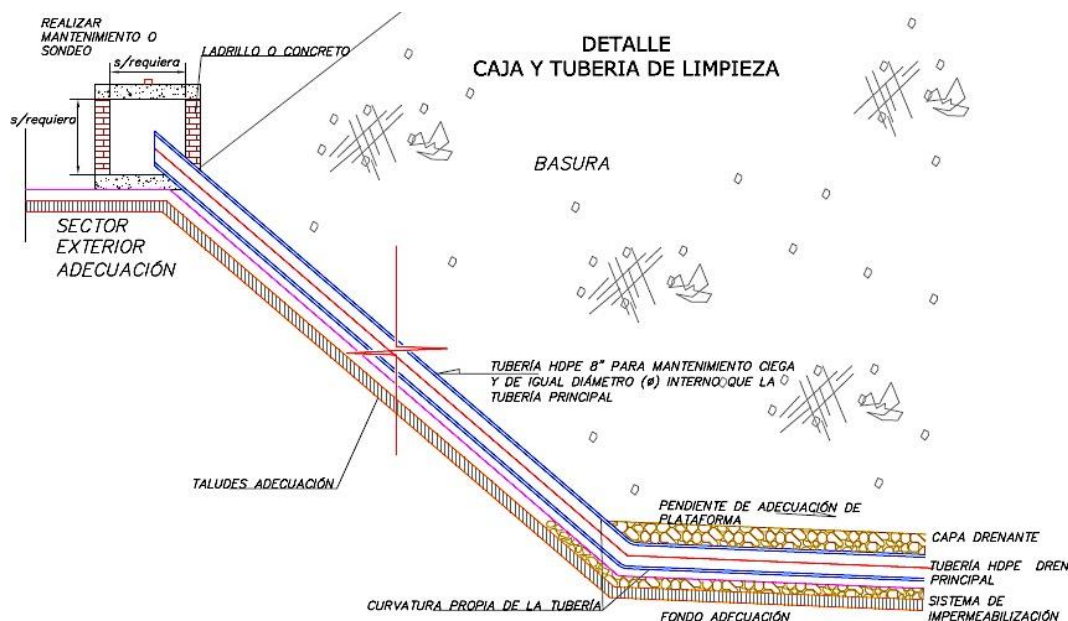 REALIZAR
MANTENIMIENTO O
SONDEO
s/requiera
LADRILLO O CONCRETO
s/requiera
DETALLE
CAJA Y TUBERIA DE LIMPIEZA
BASURA
SECTOR
EXTERIOR
ADECUACIÓN
TUBERÍA HDPE 8" PARA MANTENIMIENTO CIEGA
Y DE IGUAL DIÁMETRO (ø) INTERNO QUE LA
TUBERÍA PRINCIPAL
TALUDES ADECUACIÓN
PENDIENTE DE ADECUACIÓN DE
PLATAFORMA
CAPA DRENANTE
TUBERÍA HDPE DREN
PRINCIPAL
CURVATURA PROPIA DE LA TUBERÍA
FONDO ADECUACIÓN
SISTEMA DE
IMPERMEABILIZACIÓN